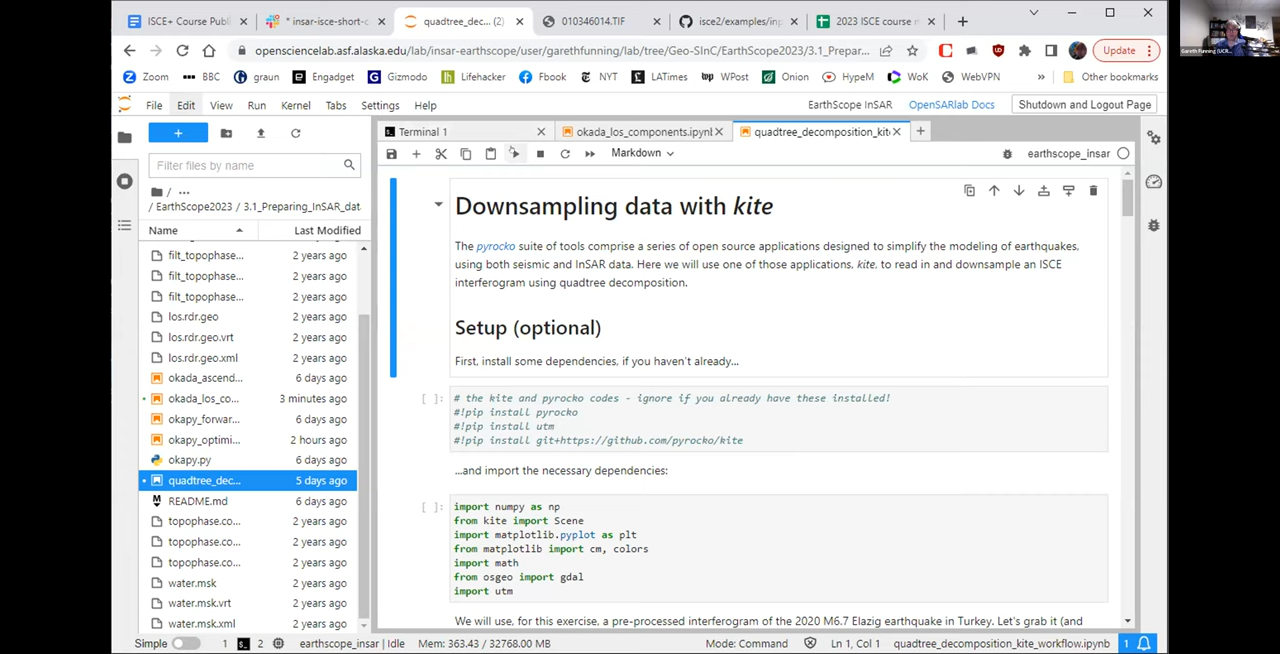 ISCE+ Course Publ
* insar-isce-short-c
quadtree_dec... (2)
010346014.TIF
isce2/examples/inp
2023 ISCE course m
opensciencelab.asf.alaska.edu/lab/insar-earthscope/user/garethfunning/lab/tree/Geo-SInC/EarthScope2023/3.1_Prepar...
Update
Zoom
BBC
graun
Engadget
Gizmodo
Lifehacker
Fbook
NYT
LATimes
WPost
Onion
HypeM
WoK
WebVPN
»
Other bookmarks
File Edit View Run Kernel Tabs Settings Help
EarthScope InSAR
OpenSARlab Docs
Shutdown and Logout Page
Filter files by name
/ ...
/ EarthScope2023 / 3.1_Preparing_InSAR_data
Name Last Modified
filt_topophase... 2 years ago
filt_topophase... 2 years ago
filt_topophase... 2 years ago
los.rdr.geo 2 years ago
los.rdr.geo.vrt 2 years ago
los.rdr.geo.xml 2 years ago
okada_ascend... 6 days ago
okada_los_co... 3 minutes ago
okapy_forwar... 6 days ago
okapy_optimi... 2 hours ago
okapy.py 6 days ago
quadtree_dec... 5 days ago
README.md 6 days ago
topophase.co... 2 years ago
topophase.co... 2 years ago
topophase.co... 2 years ago
water.msk 2 years ago
water.msk.vrt 2 years ago
water.msk.xml 2 years ago
Terminal 1
okada_los_components.ipynb
quadtree_decomposition_kite
Markdown
earthscope_insar
Downsampling data with kite
The pyrocko suite of tools comprise a series of open source applications designed to simplify the modeling of earthquakes,
using both seismic and InSAR data. Here we will use one of those applications, kite, to read in and downsample an ISCE
interferogram using quadtree decomposition.
Setup (optional)
First, install some dependencies, if you haven't already...
[ ]:
# the kite and pyrocko codes - ignore if you already have these installed!
#!pip install pyrocko
#!pip install utm
#!pip install git+https://github.com/pyrocko/kite
...and import the necessary dependencies:
[ ]:
import numpy as np
from kite import Scene
import matplotlib.pyplot as plt
from matplotlib import cm, colors
import math
from osgeo import gdal
import utm
We will use, for this exercise, a pre-processed interferogram of the 2020 M6.7 Elazig earthquake in Turkey. Let's grab it (and
Simple 1 2 earthscope_insar | Idle Mem: 363.43 / 32768.00 MB Mode: Command Ln 1, Col 1 quadtree_decomposition_kite_workflow.ipynb 1
Gareth Funning (UCR...